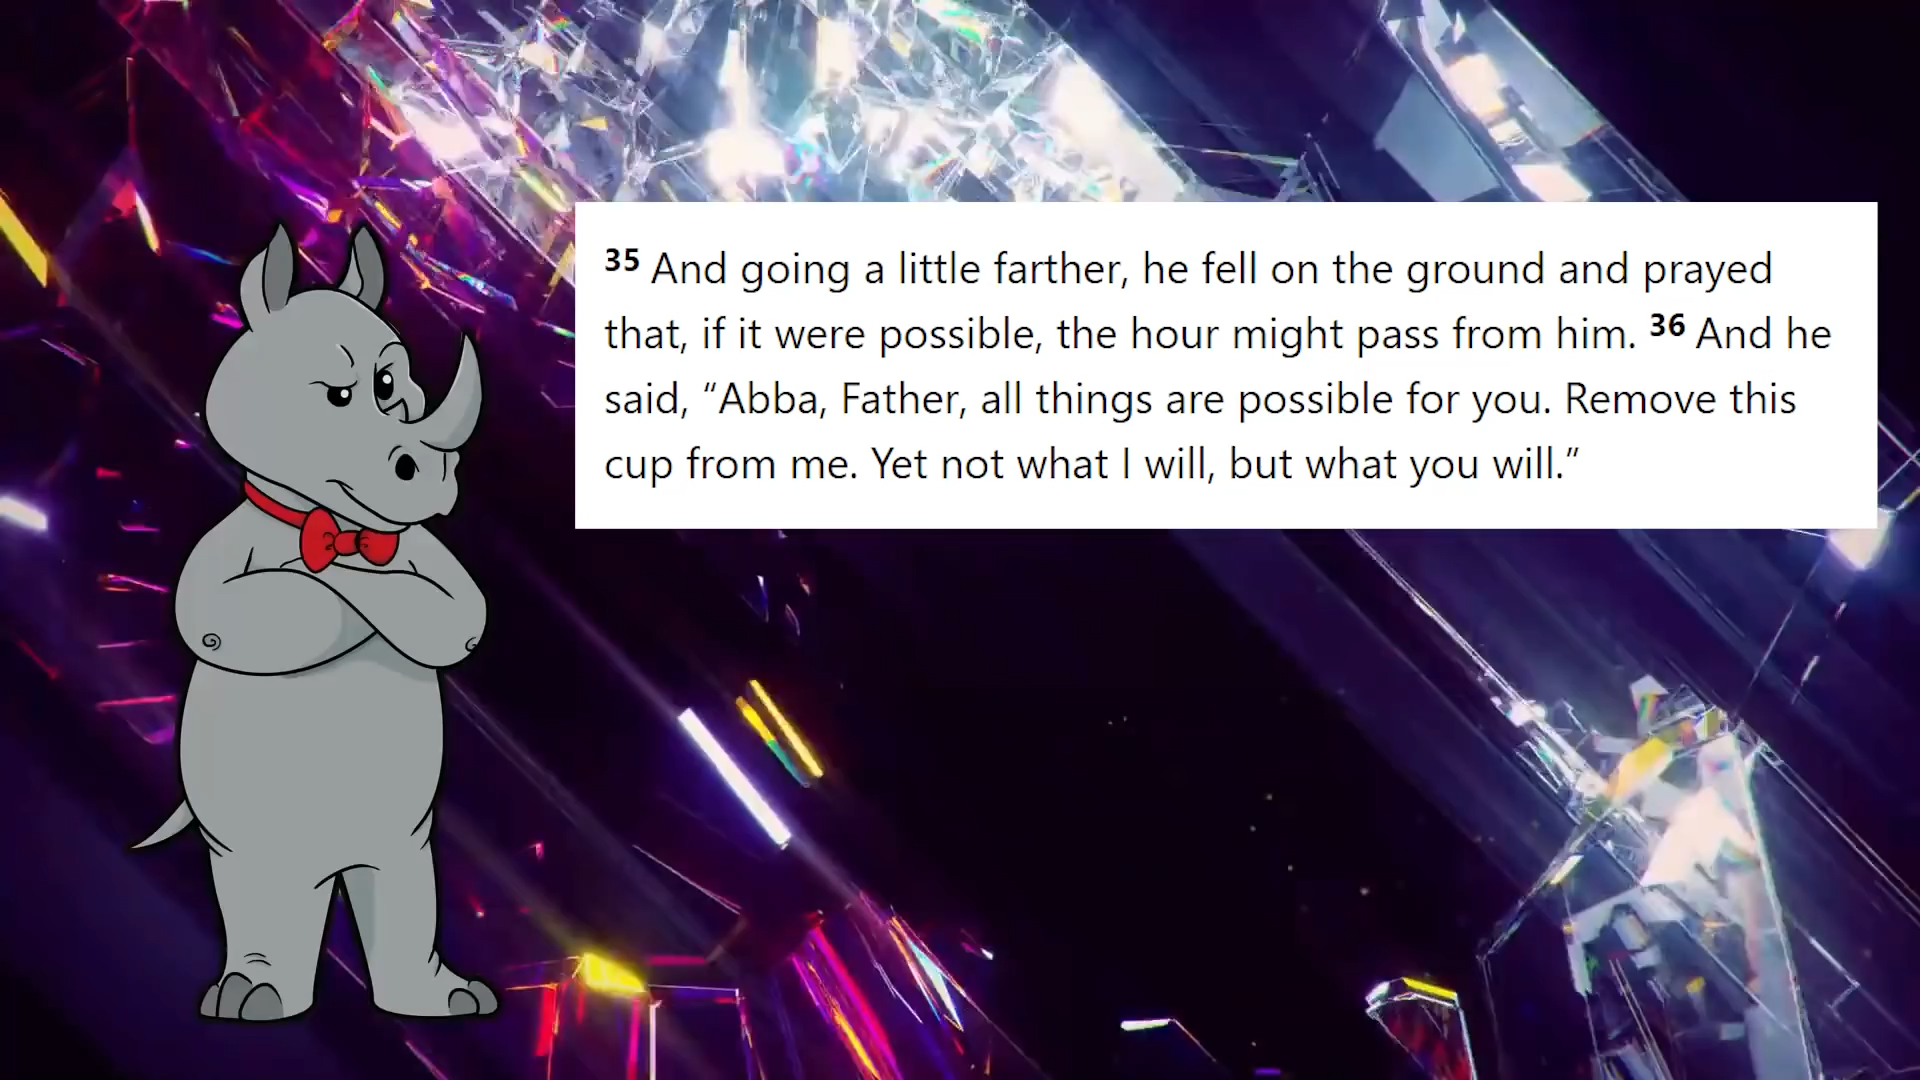 35 And going a little farther, he fell on the ground and prayed
that, if it were possible, the hour might pass from him. 36 And he
said, “Abba, Father, all things are possible for you. Remove this
cup from me. Yet not what I will, but what you will.”